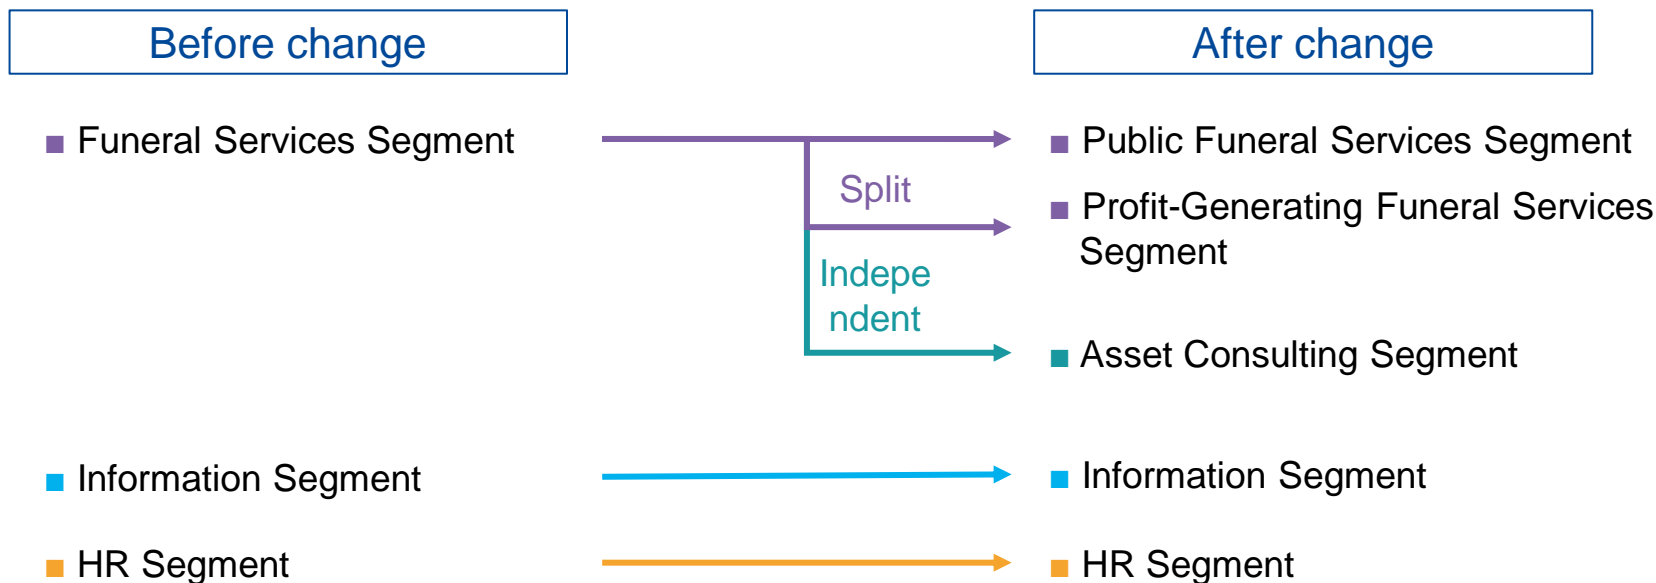 Before change
After change
■ Funeral Services Segment
■ Public Funeral Services Segment
Split
■ Profit-Generating Funeral Services
Segment
Indepe
ndent
■ Asset Consulting Segment
■ Information Segment
■ Information Segment
■ HR Segment
■ HR Segment